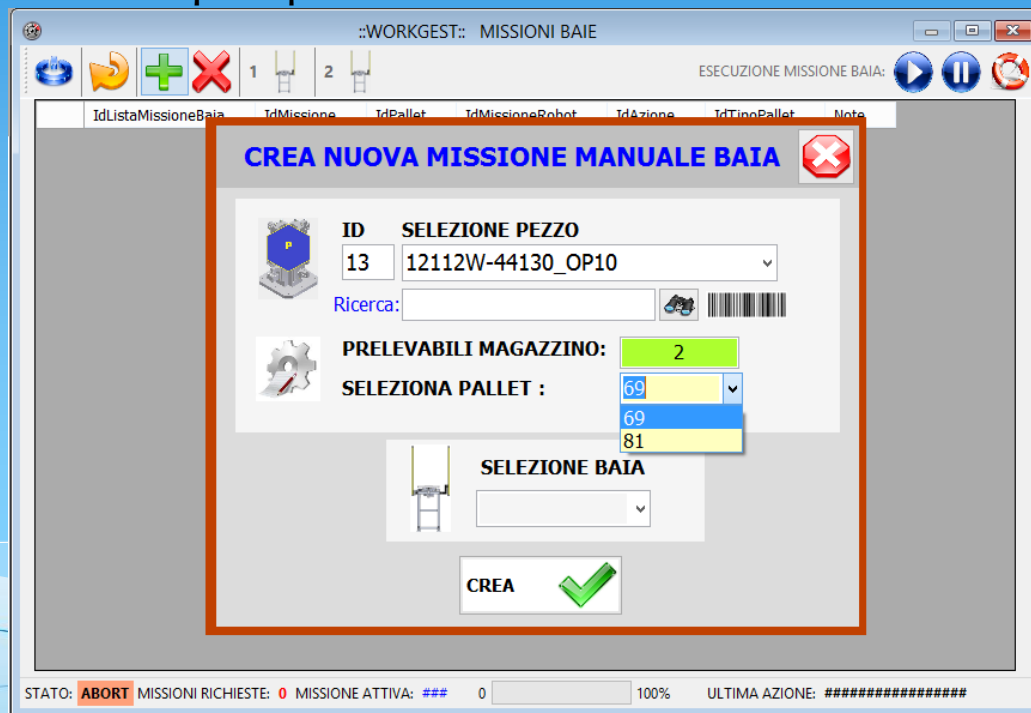 ::WORKGEST:: MISSIONI BAIE
1 2 ESECUZIONE MISSIONE BAIA:
IdListaMissioneBaia IdMissione IdPallet IdMissioneRobot IdAzione IdTipoPallet Note
CREA NUOVA MISSIONE MANUALE BAIA
P
ID SELEZIONE PEZZO
13 12112W-44130_OP10
Ricerca:
PRELEVABILI MAGAZZINO: 2
SELEZIONA PALLET : 69
69
81
SELEZIONE BAIA
CREA
STATO: ABORT MISSIONI RICHIESTE: 0 MISSIONE ATTIVA: ### 0 100% ULTIMA AZIONE: #################